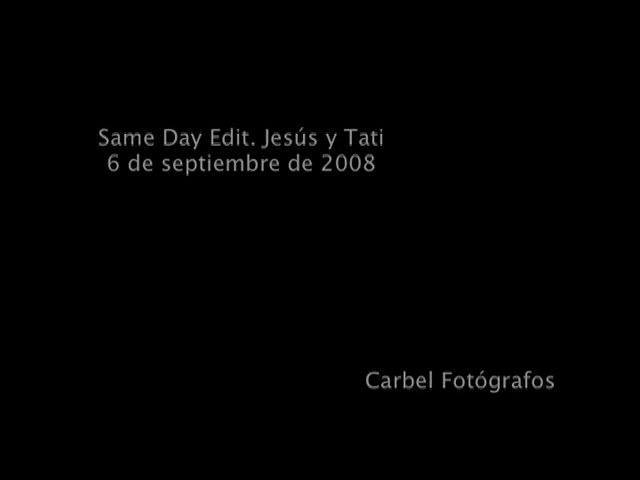 Same Day Edit. Jesús y Tati
6 de septiembre de 2008
Carbel Fotógrafos